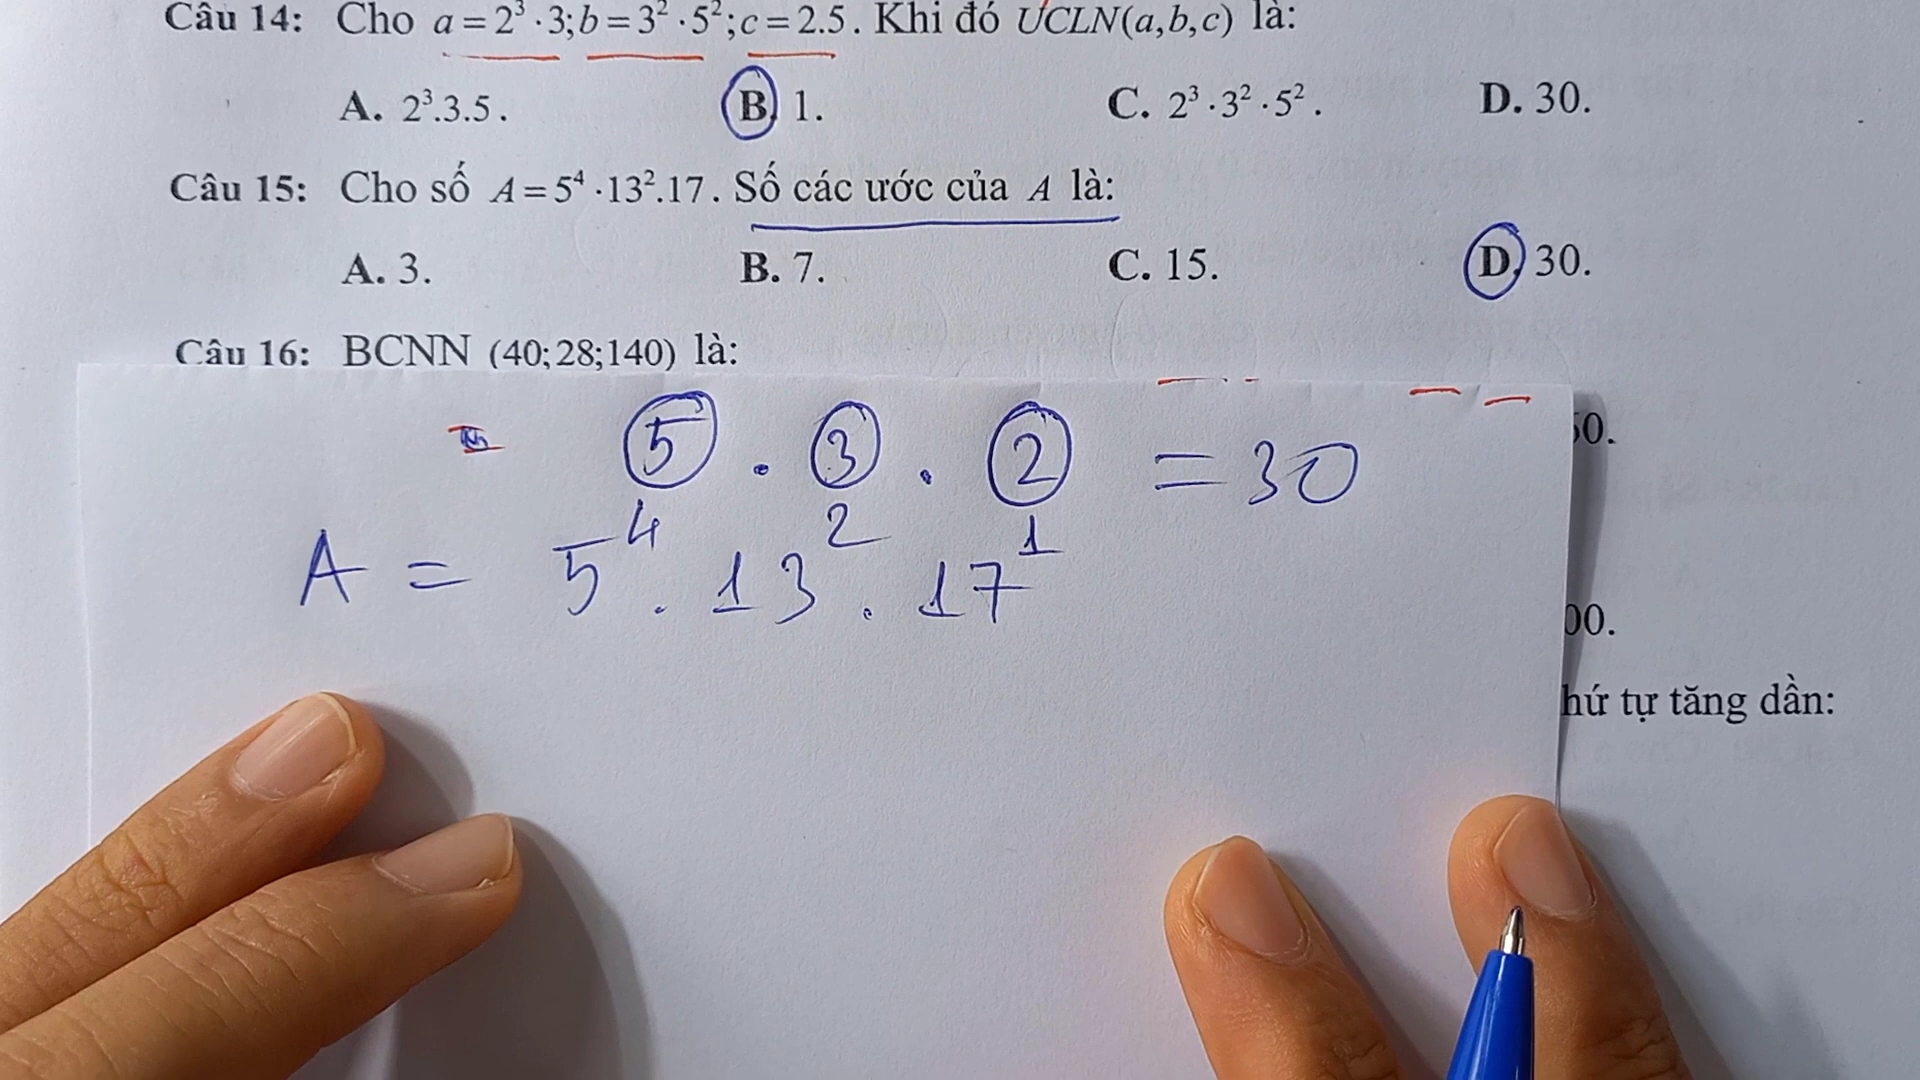 Câu 14: Cho a = 2³ · 3; b = 3² · 5²; c = 2.5. Khi đó ƯCLN(a,b,c) là:
A. 2³.3.5. B. 1. C. 2³ · 3² · 5². D. 30.
Câu 15: Cho số A = 5⁴ · 13².17. Số các ước của A là:
A. 3. B. 7. C. 15. D. 30.
Câu 16: BCNN (40; 28; 140) là:
5 . 3 . 2 = 30
0.
A = 5⁴ . 13² . 17¹
00.
hứ tự tăng dần: